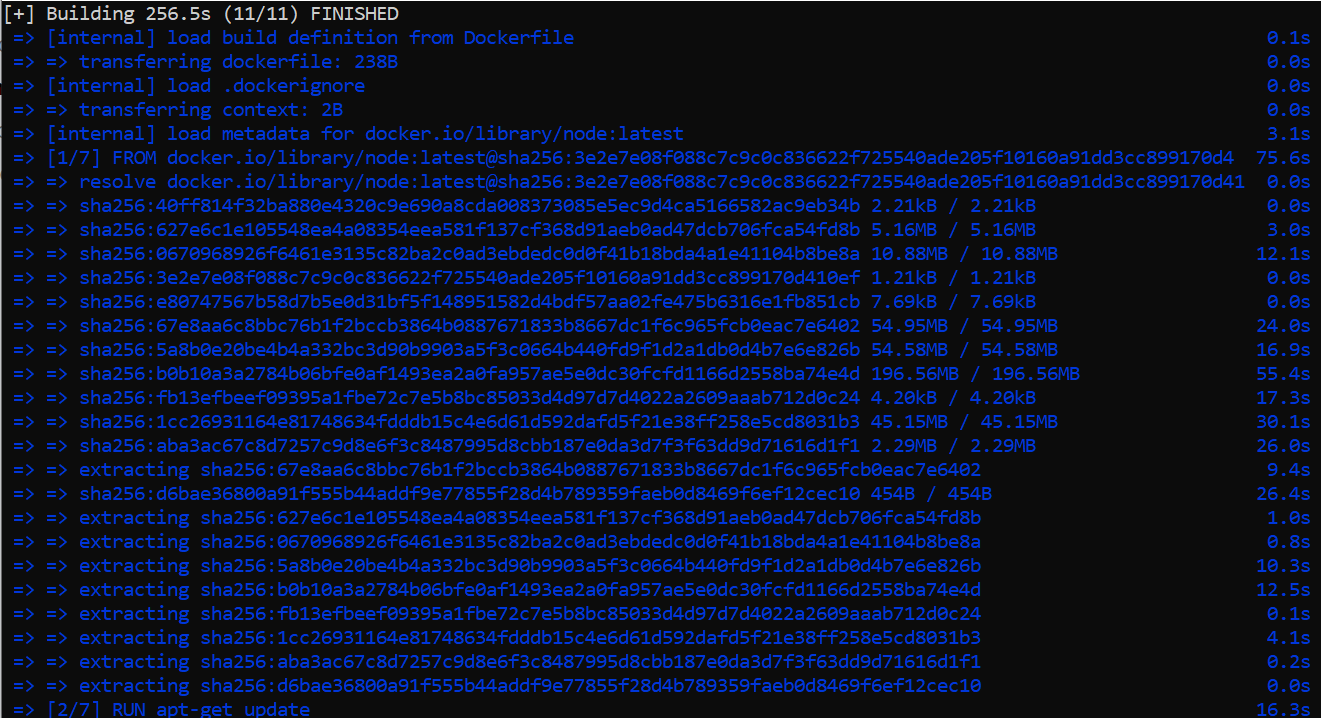 [+] Building 256.5s (11/11) FINISHED
=> [internal] load build definition from Dockerfile 0.1s
=> => transferring dockerfile: 238B 0.0s
=> [internal] load .dockerignore 0.0s
=> => transferring context: 2B 0.0s
=> [internal] load metadata for docker.io/library/node:latest 3.1s
=> [1/7] FROM docker.io/library/node:latest@sha256:3e2e7e08f088c7c9c0c836622f725540ade205f10160a91dd3cc899170d4 75.6s
=> => resolve docker.io/library/node:latest@sha256:3e2e7e08f088c7c9c0c836622f725540ade205f10160a91dd3cc899170d41 0.0s
=> => sha256:40ff814f32ba880e4320c9e690a8cda008373085e5ec9d4ca5166582ac9eb34b 2.21kB / 2.21kB 0.0s
=> => sha256:627e6c1e105548ea4a08354eea581f137cf368d91aeb0ad47dcb706fca54fd8b 5.16MB / 5.16MB 3.0s
=> => sha256:0670968926f6461e3135c82ba2c0ad3ebdedc0d0f41b18bda4a1e41104b8be8a 10.88MB / 10.88MB 12.1s
=> => sha256:3e2e7e08f088c7c9c0c836622f725540ade205f10160a91dd3cc899170d410ef 1.21kB / 1.21kB 0.0s
=> => sha256:e80747567b58d7b5e0d31bf5f148951582d4bdf57aa02fe475b6316e1fb851cb 7.69kB / 7.69kB 0.0s
=> => sha256:67e8aa6c8bbc76b1f2bccb3864b0887671833b8667dc1f6c965fcb0eac7e6402 54.95MB / 54.95MB 24.0s
=> => sha256:5a8b0e20be4b4a332bc3d90b9903a5f3c0664b440fd9f1d2a1db0d4b7e6e826b 54.58MB / 54.58MB 16.9s
=> => sha256:b0b10a3a2784b06bfe0af1493ea2a0fa957ae5e0dc30fcfd1166d2558ba74e4d 196.56MB / 196.56MB 55.4s
=> => sha256:fb13efbeef09395a1fbe72c7e5b8bc85033d4d97d7d4022a2609aaab712d0c24 4.20kB / 4.20kB 17.3s
=> => sha256:1cc26931164e81748634fdddb15c4e6d61d592dafd5f21e38ff258e5cd8031b3 45.15MB / 45.15MB 30.1s
=> => sha256:aba3ac67c8d7257c9d8e6f3c8487995d8cbb187e0da3d7f3f63dd9d71616d1f1 2.29MB / 2.29MB 26.0s
=> => extracting sha256:67e8aa6c8bbc76b1f2bccb3864b0887671833b8667dc1f6c965fcb0eac7e6402 9.4s
=> => sha256:d6bae36800a91f555b44addf9e77855f28d4b789359faeb0d8469f6ef12cec10 454B / 454B 26.4s
=> => extracting sha256:627e6c1e105548ea4a08354eea581f137cf368d91aeb0ad47dcb706fca54fd8b 1.0s
=> => extracting sha256:0670968926f6461e3135c82ba2c0ad3ebdedc0d0f41b18bda4a1e41104b8be8a 0.8s
=> => extracting sha256:5a8b0e20be4b4a332bc3d90b9903a5f3c0664b440fd9f1d2a1db0d4b7e6e826b 10.3s
=> => extracting sha256:b0b10a3a2784b06bfe0af1493ea2a0fa957ae5e0dc30fcfd1166d2558ba74e4d 12.5s
=> => extracting sha256:fb13efbeef09395a1fbe72c7e5b8bc85033d4d97d7d4022a2609aaab712d0c24 0.1s
=> => extracting sha256:1cc26931164e81748634fdddb15c4e6d61d592dafd5f21e38ff258e5cd8031b3 4.1s
=> => extracting sha256:aba3ac67c8d7257c9d8e6f3c8487995d8cbb187e0da3d7f3f63dd9d71616d1f1 0.2s
=> => extracting sha256:d6bae36800a91f555b44addf9e77855f28d4b789359faeb0d8469f6ef12cec10 0.0s
=> [2/7] RUN apt-get update 16.3s